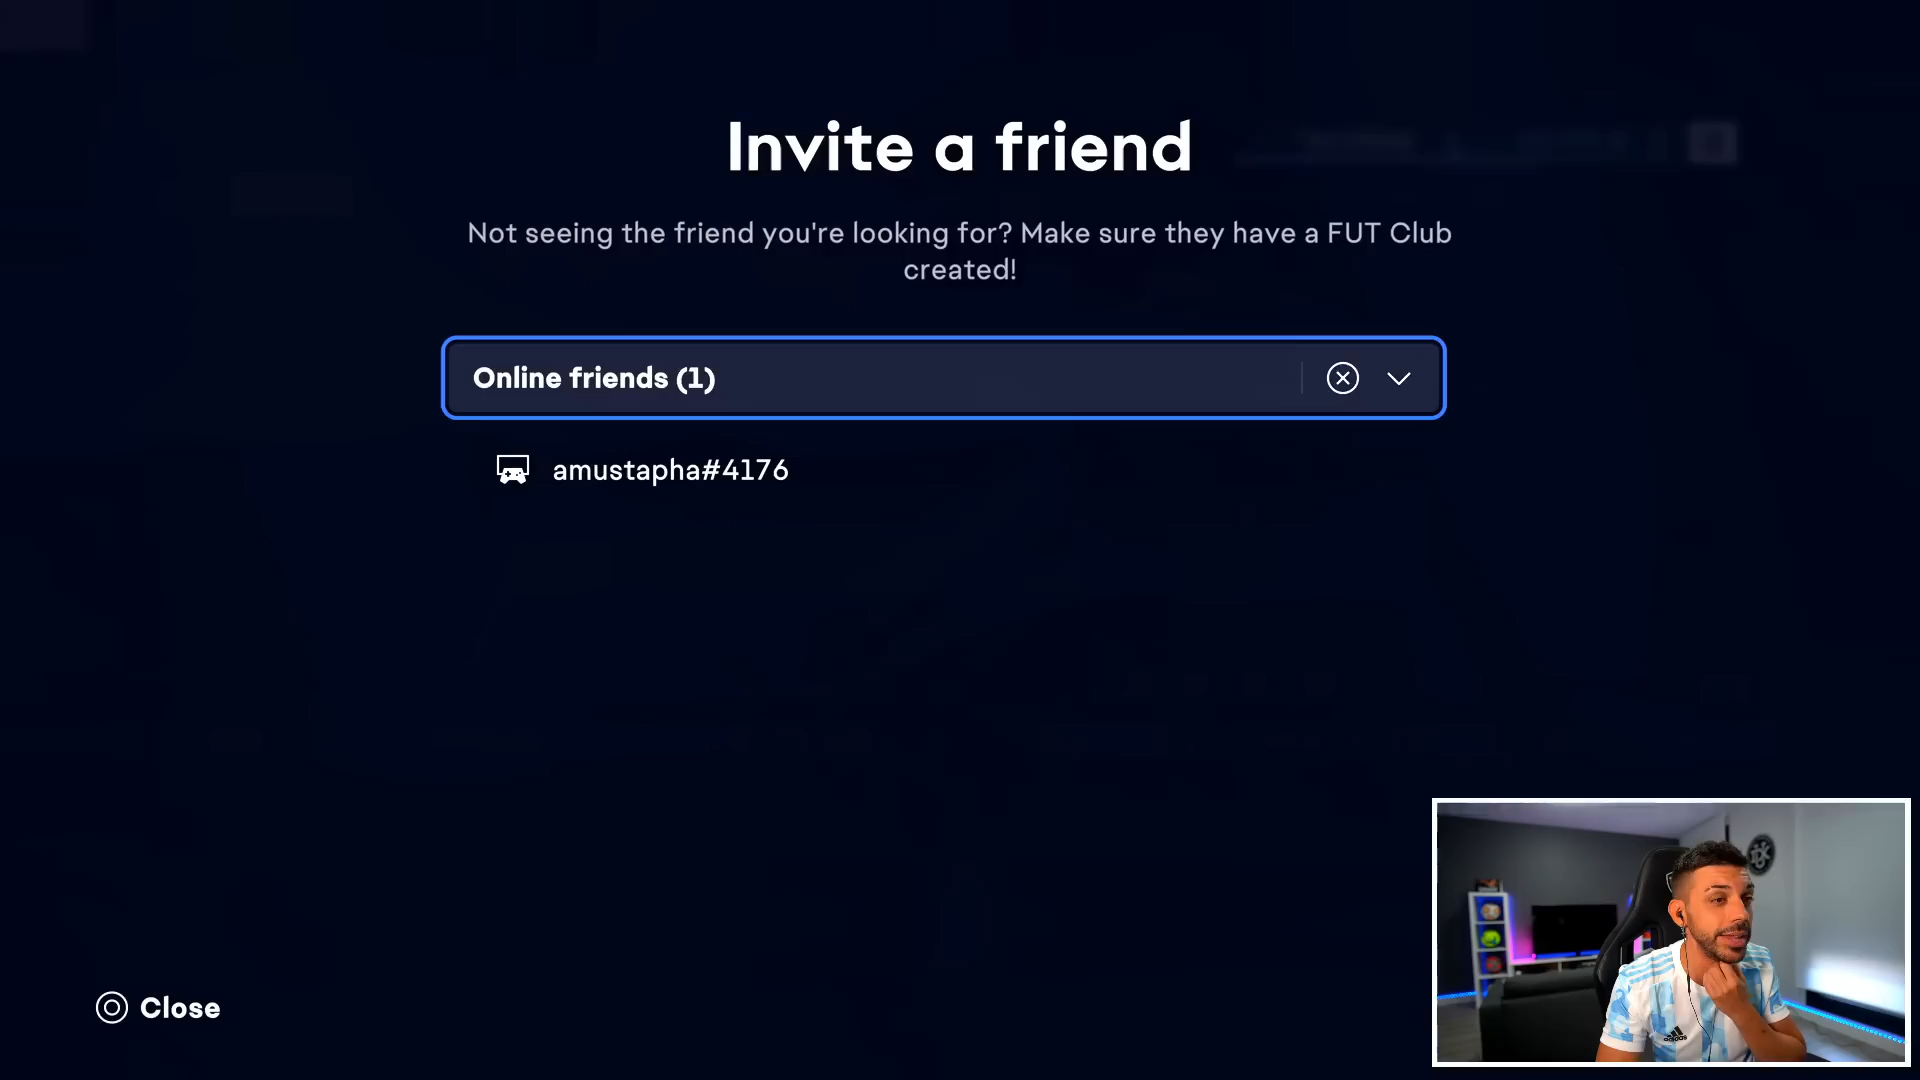 Invite a friend
Not seeing the friend you're looking for? Make sure they have a FUT Club
created!
Online friends (1)
amustapha#4176
Close
adidas